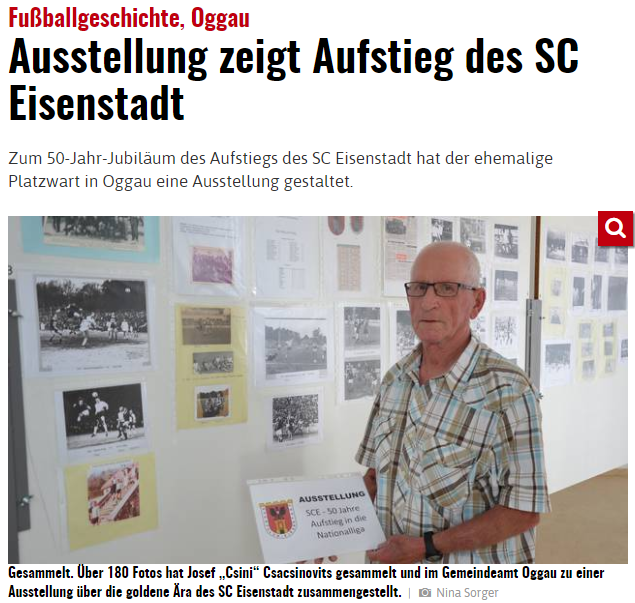 Fußballgeschichte, Oggau
Ausstellung zeigt Aufstieg des SC
Eisenstadt
Zum 50-Jahr-Jubiläum des Aufstiegs des SC Eisenstadt hat der ehemalige
Platzwart in Oggau eine Ausstellung gestaltet.
AUSSTELLUNG
SCE - 50 Jahre
Aufstieg in die
Nationalliga
Gesammelt. Über 180 Fotos hat Josef „Csini“ Csacsinovits gesammelt und im Gemeindeamt Oggau zu einer
Ausstellung über die goldene Ära des SC Eisenstadt zusammengestellt. | Nina Sorger